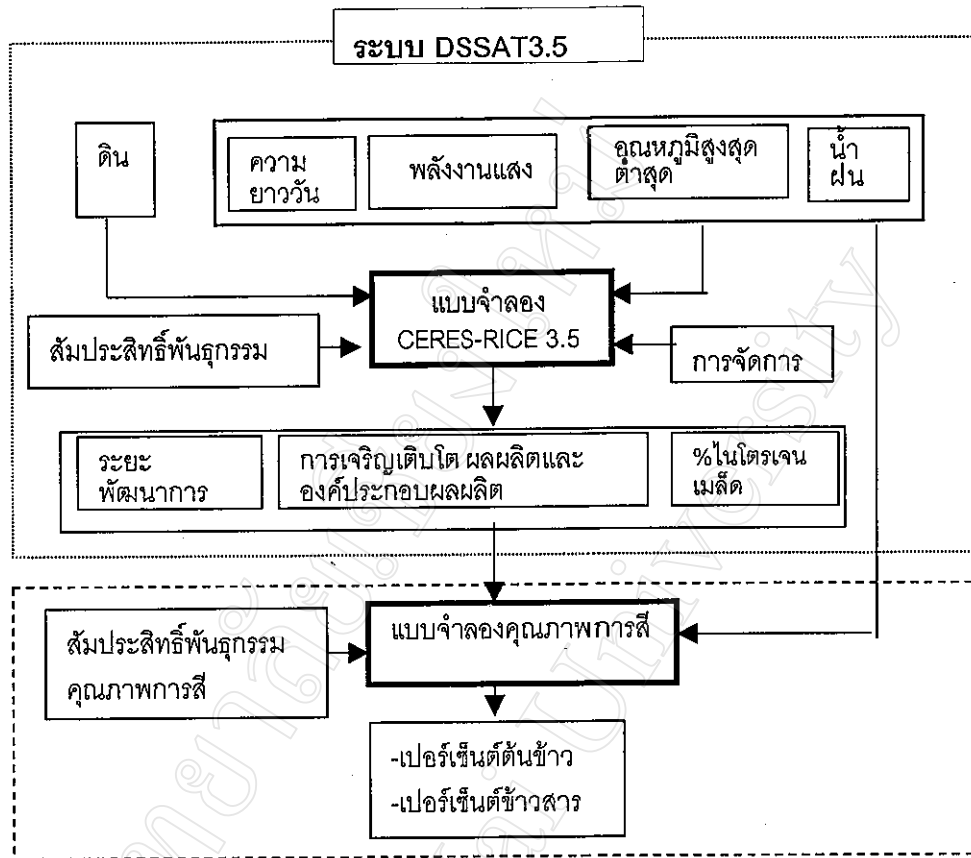 ระบบ DSSAT3.5
ดิน
ความ
ยาววัน
พลังงานแสง
อุณหภูมิสูงสุด
ต่ำสุด
น้ำ
ฝน
แบบจำลอง
CERES-RICE 3.5
สัมประสิทธิ์พันธุกรรม
การจัดการ
ระยะ
พัฒนาการ
การเจริญเติบโต ผลผลิตและ
องค์ประกอบผลผลิต
%ไนโตรเจน
เมล็ด
แบบจำลองคุณภาพการสี
สัมประสิทธิ์พันธุกรรม
คุณภาพการสี
-เปอร์เซ็นต์ต้นข้าว
-เปอร์เซ็นต์ข้าวสาร
University